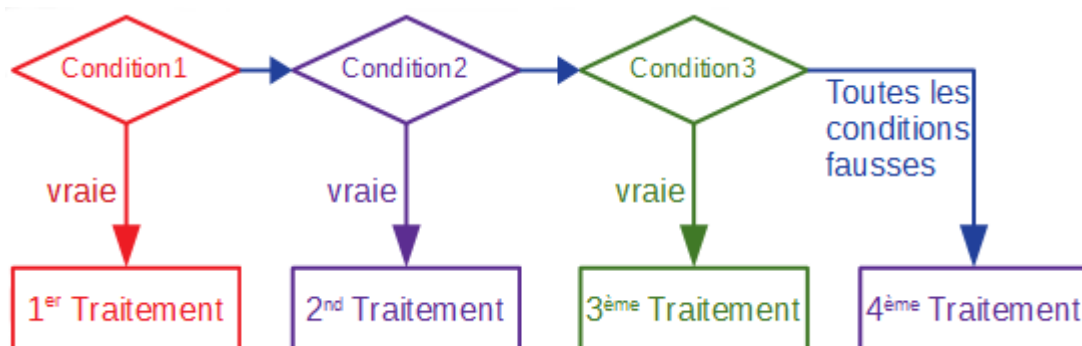 Condition1
Condition2
Condition3
Toutes les
conditions
fausses
vraie
vraie
vraie
1er Traitement
2nd Traitement
3ème Traitement
4ème Traitement